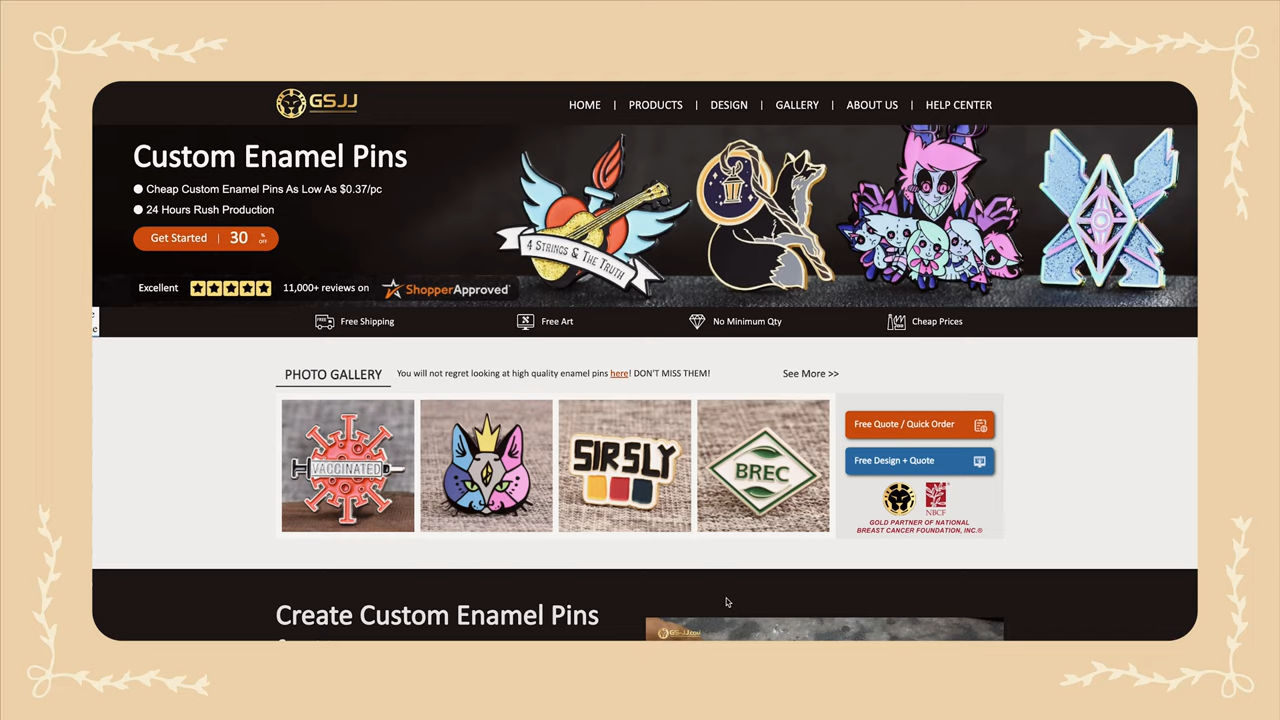 GSJJ
HOME | PRODUCTS | DESIGN | GALLERY | ABOUT US | HELP CENTER
Custom Enamel Pins
Cheap Custom Enamel Pins As Low As $0.37/pc
24 Hours Rush Production
Get Started | 30 % OFF
4 STRINGS & THE TRUTH
Excellent 11,000+ reviews on ShopperApproved
Free Shipping Free Art No Minimum Qty Cheap Prices
PHOTO GALLERY You will not regret looking at high quality enamel pins here! DON'T MISS THEM! See More >>
VACCINATED
SIRSLY
BREC
Free Quote / Quick Order
Free Design + Quote
NBCF
GOLD PARTNER OF NATIONAL
BREAST CANCER FOUNDATION, INC.®
Create Custom Enamel Pins
GS-JJ.com